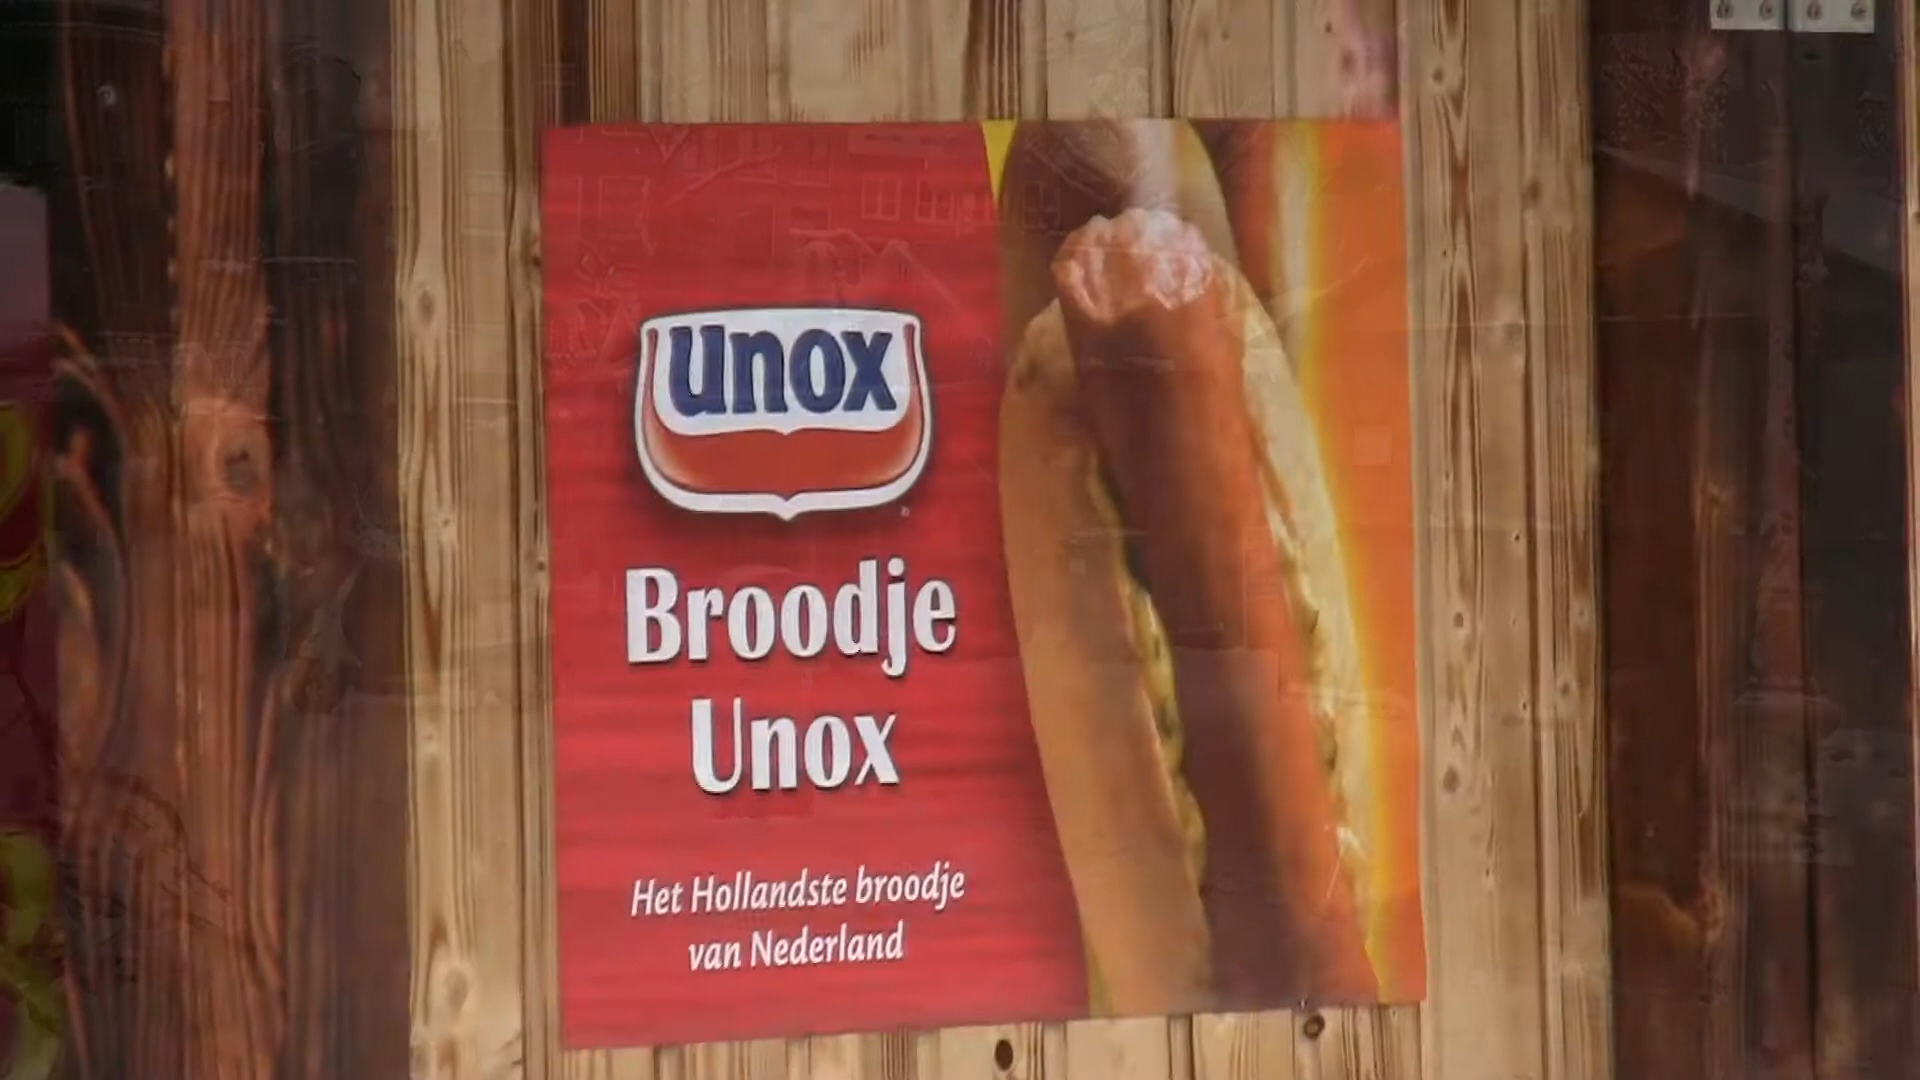 unox
Broodje
Unox
Het Hollandste broodje
van Nederland